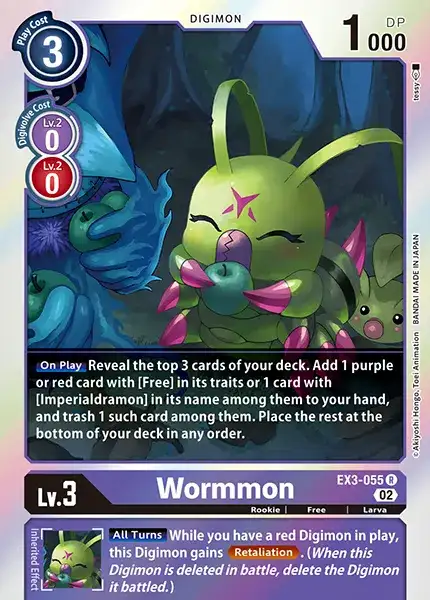 DIGIMON
Play Cost
3
DP
1000
Digivolve Cost
Lv.2
0
Lv.2
0
tessy
©Akiyoshi Hongo, Toei Animation BANDAI MADE IN JAPAN
On Play Reveal the top 3 cards of your deck. Add 1 purple
or red card with [Free] in its traits or 1 card with
[Imperialdramon] in its name among them to your hand,
and trash 1 such card among them. Place the rest at the
bottom of your deck in any order.
EX3-055 R
02
Lv.3
Wormmon
Rookie | Free | Larva
Inherited Effect
All Turns While you have a red Digimon in play,
this Digimon gains Retaliation. (When this
Digimon is deleted in battle, delete the Digimon
it battled.)